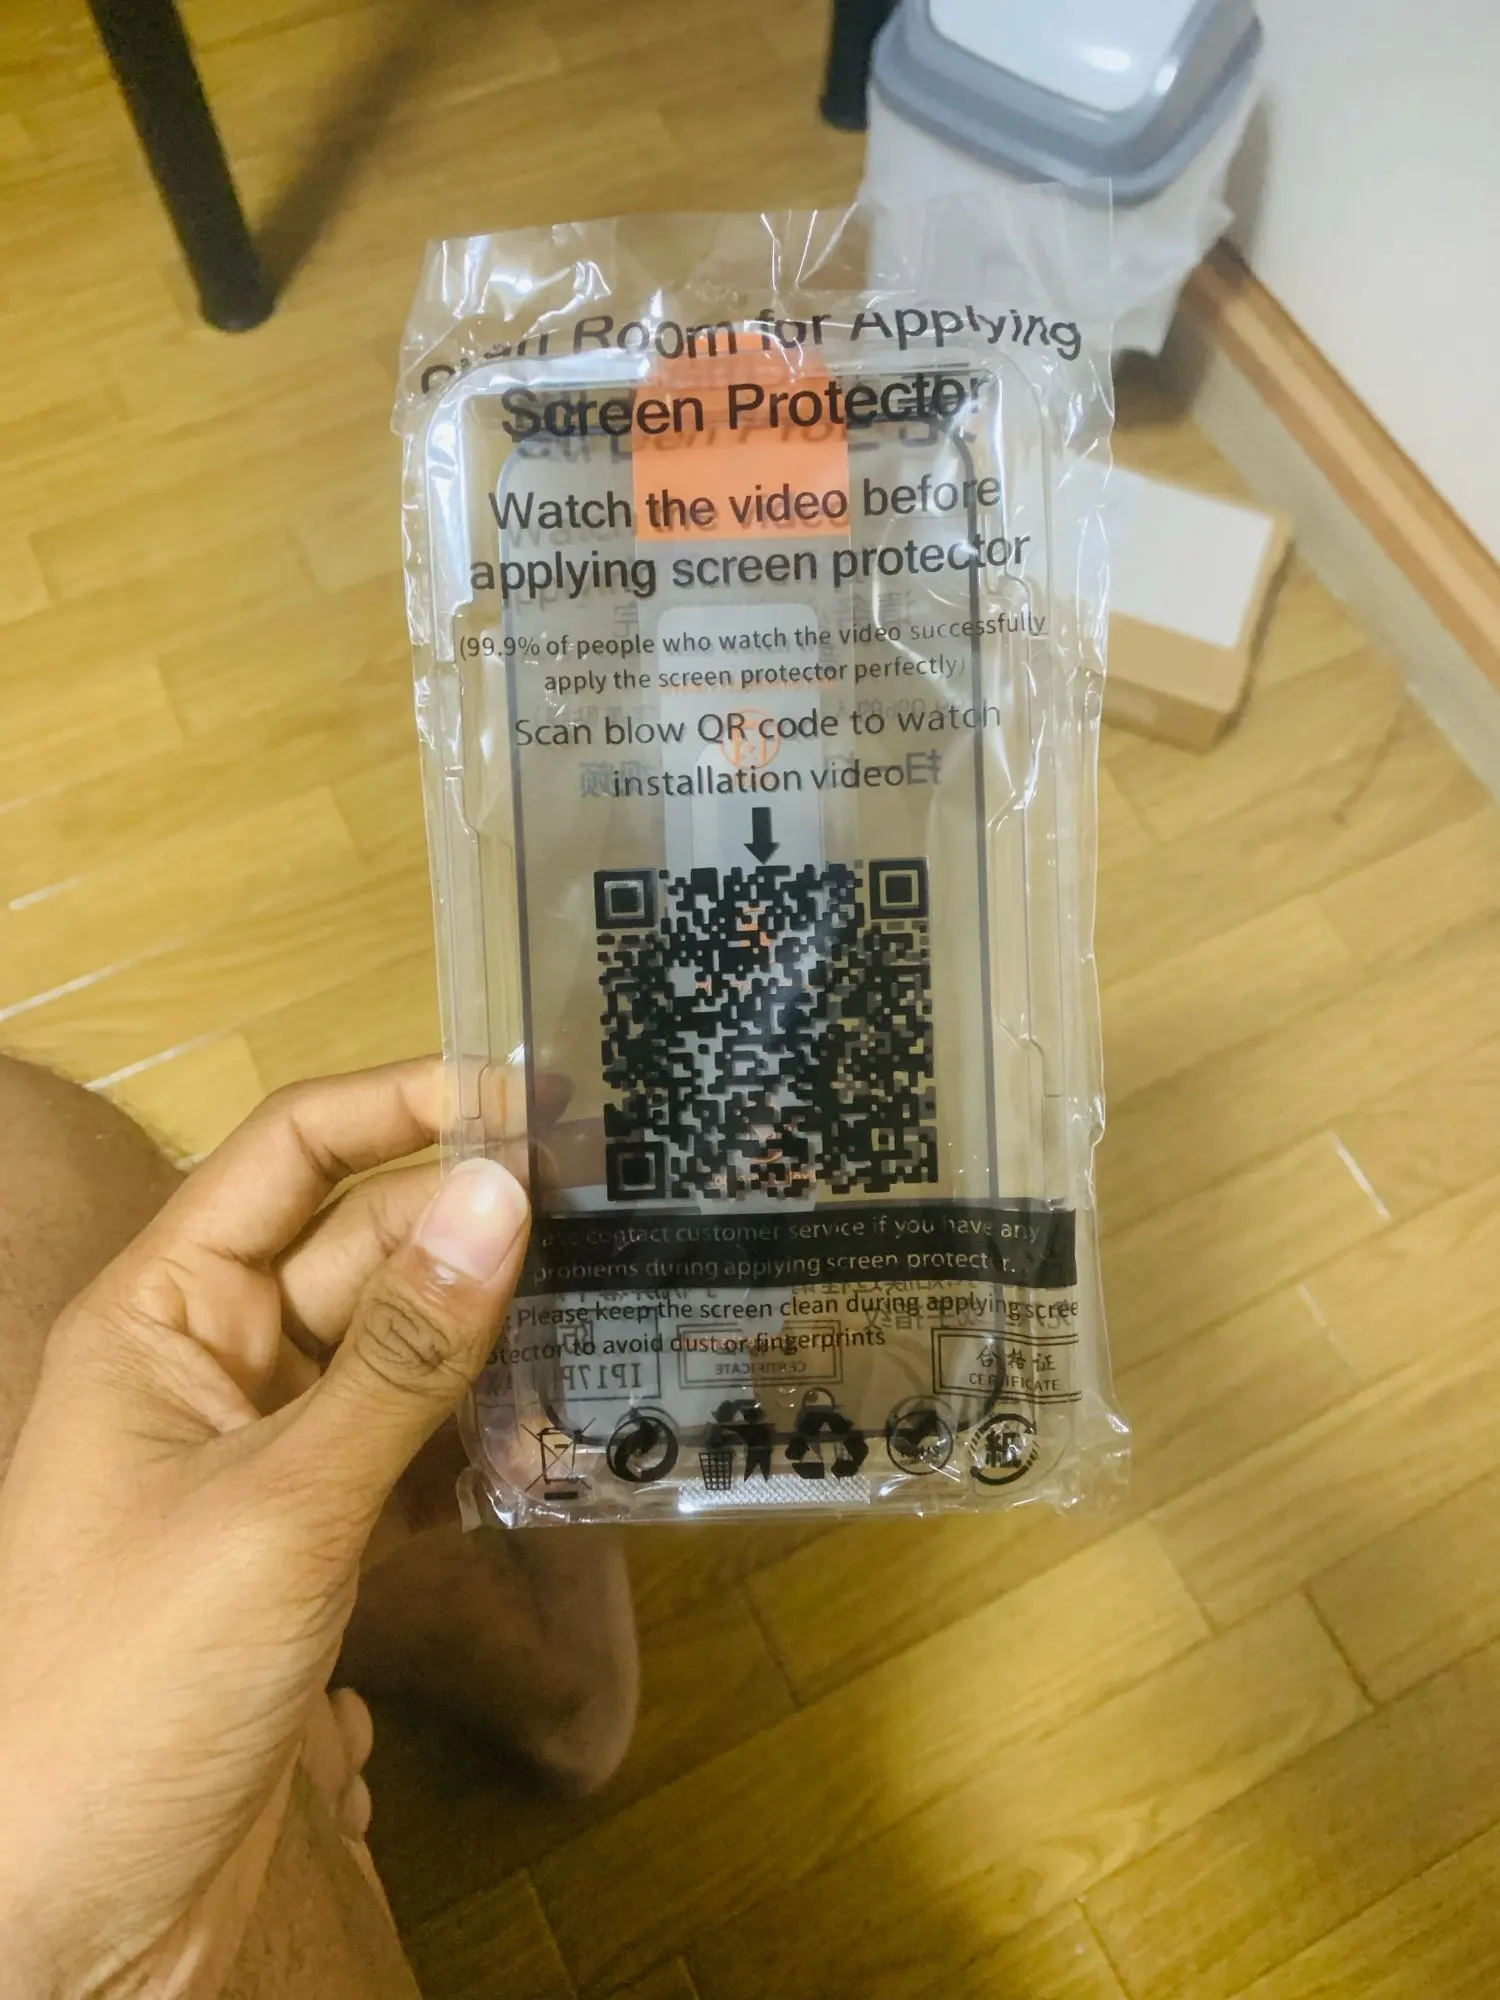 Clean Room for Applying
Screen Protector
Watch the video before
applying screen protector
(99.9% of people who watch the video successfully
apply the screen protector perfectly)
Scan blow QR code to watch
installation video
contact customer service if you have any
problems during applying screen protector.
Please keep the screen clean during applying
to avoid dust or fingerprints
合格证
CERTIFICATE
CERTIFICATE
紙